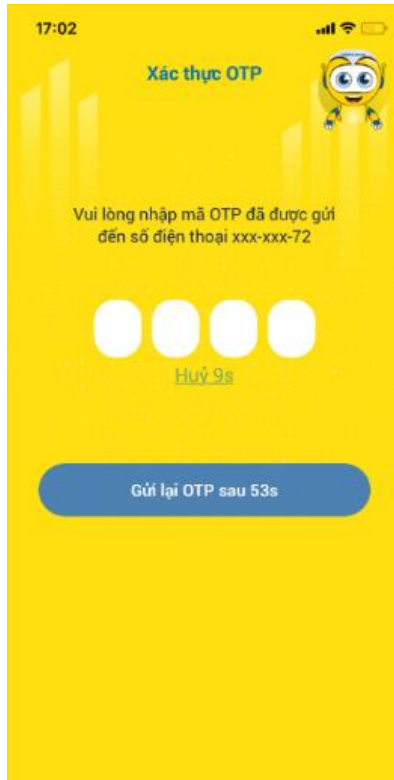 17:02
Xác thực OTP
Vui lòng nhập mã OTP đã được gửi
đến số điện thoại xxx-xxx-72
Huỷ 9s
Gửi lại OTP sau 53s